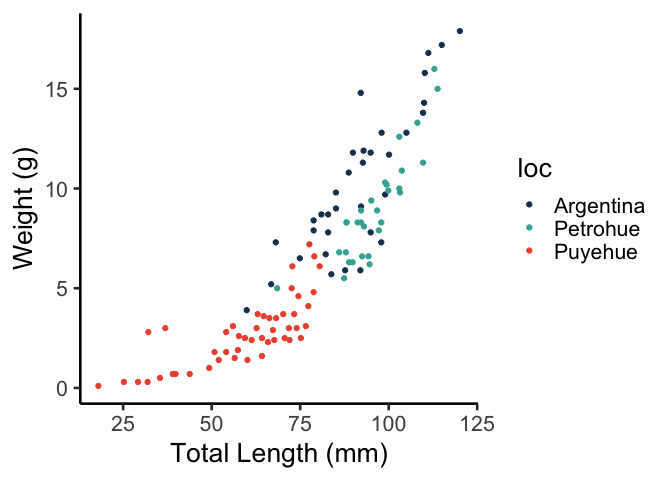 15
10
5
0
Weight (g)
25 50 75 100 125
Total Length (mm)
loc
Argentina
Petrohue
Puyehue